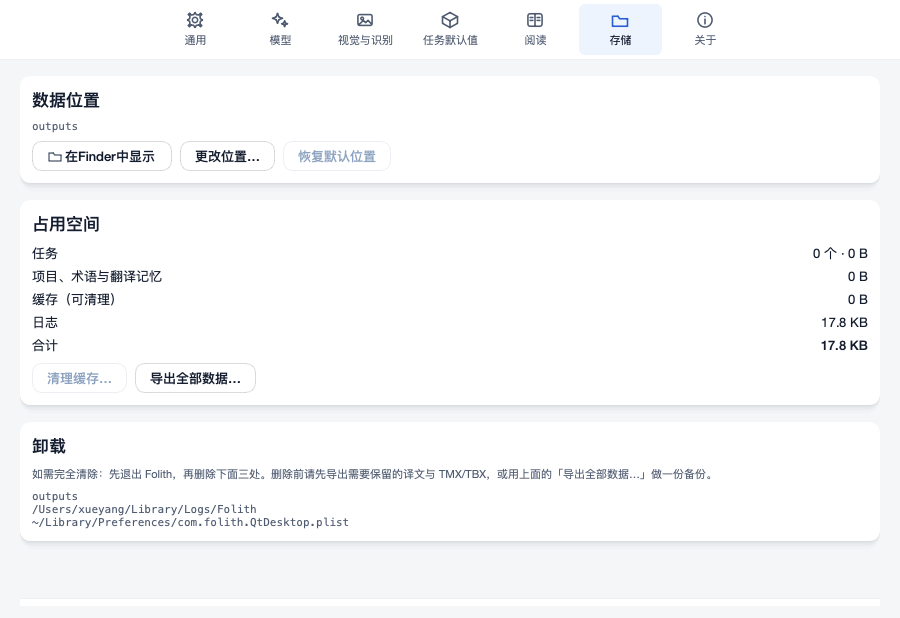 通用
模型
视觉与识别
任务默认值
阅读
存储
关于
数据位置
outputs
在Finder中显示
更改位置...
恢复默认位置
占用空间
任务 0 个 · 0 B
项目、术语与翻译记忆 0 B
缓存（可清理） 0 B
日志 17.8 KB
合计 17.8 KB
清理缓存...
导出全部数据...
卸载
如需完全清除：先退出 Folith，再删除下面三处。删除前请先导出需要保留的译文与 TMX/TBX，或用上面的「导出全部数据...」做一份备份。
outputs
/Users/xueyang/Library/Logs/Folith
~/Library/Preferences/com.folith.QtDesktop.plist